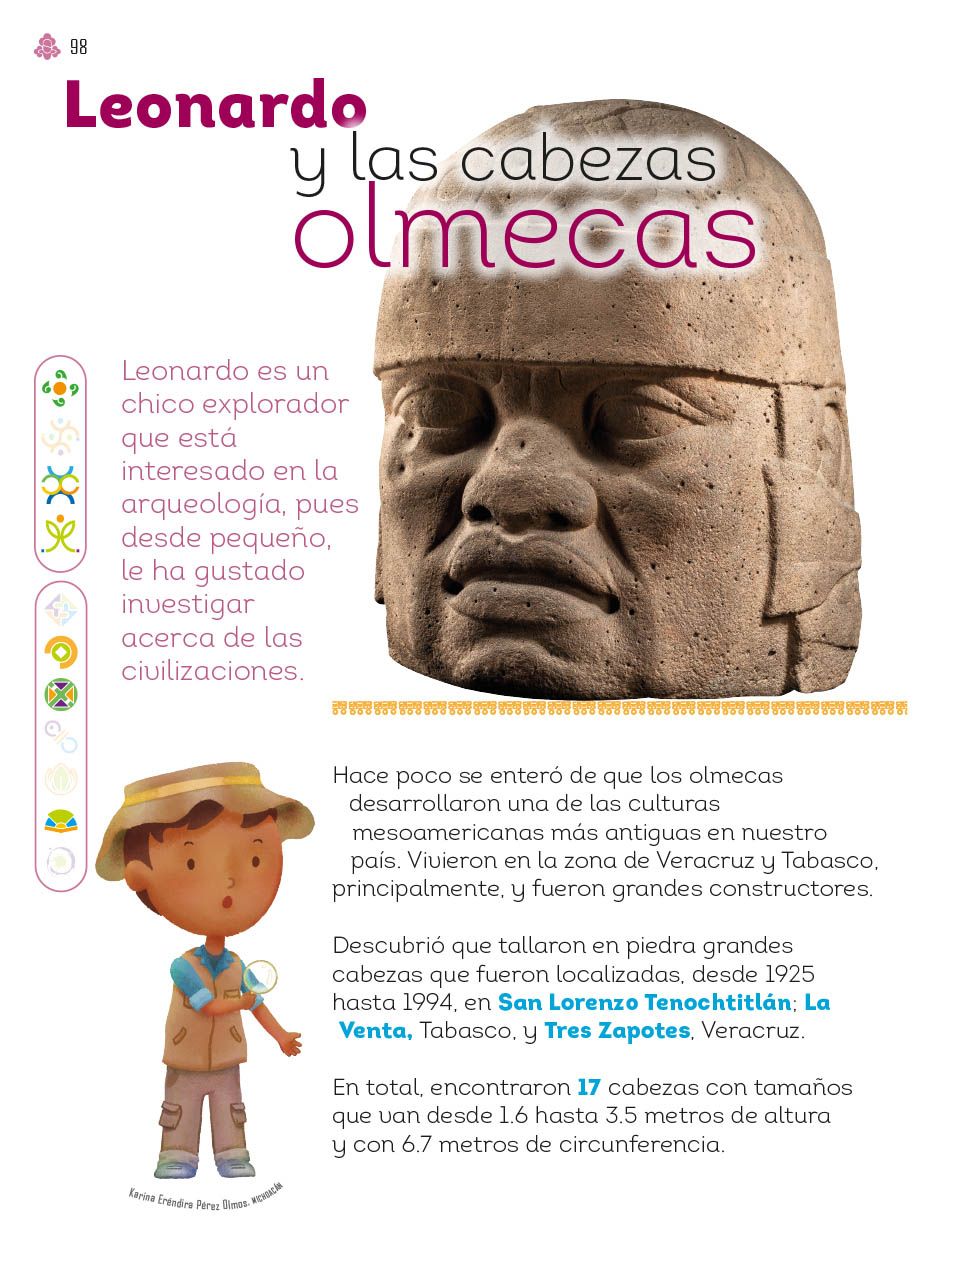 98
Leonardo
y las cabezas
olmecas
Leonardo es un
chico explorador
que está
interesado en la
arqueología, pues
desde pequeño,
le ha gustado
investigar
acerca de las
civilizaciones.
Hace poco se enteró de que los olmecas
desarrollaron una de las culturas
mesoamericanas más antiguas en nuestro
país. Vivieron en la zona de Veracruz y Tabasco,
principalmente, y fueron grandes constructores.
Descubrió que tallaron en piedra grandes
cabezas que fueron localizadas, desde 1925
hasta 1994, en San Lorenzo Tenochtitlán; La
Venta, Tabasco, y Tres Zapotes, Veracruz.
En total, encontraron 17 cabezas con tamaños
que van desde 1.6 hasta 3.5 metros de altura
y con 6.7 metros de circunferencia.
Karina Eréndira Pérez Olmos, MICHOACÁN